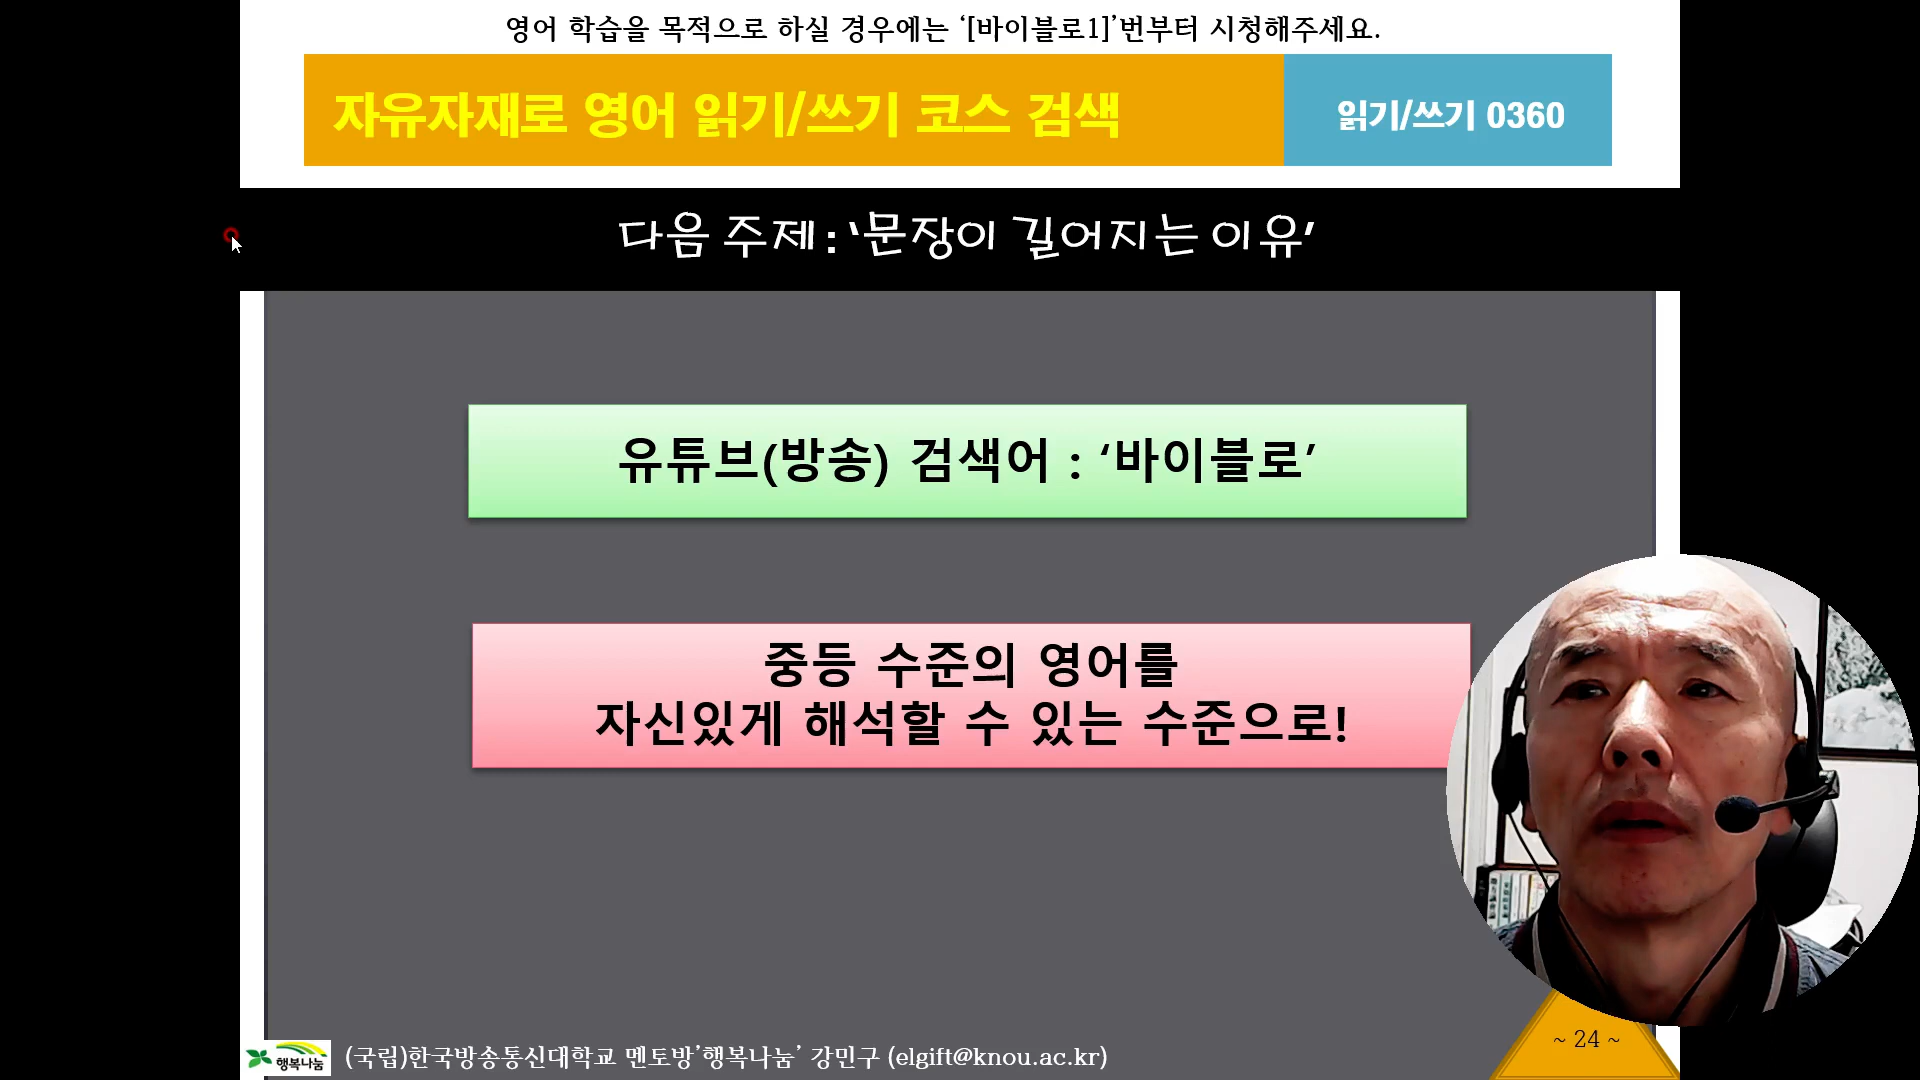 영어 학습을 목적으로 하실 경우에는 ‘[바이블로1]’번부터 시청해주세요.
자유자재로 영어 읽기/쓰기 코스 검색
읽기/쓰기 0360
다음 주제 : ‘문장이 길어지는 이유’
유튜브(방송) 검색어 : ‘바이블로’
중등 수준의 영어를
자신있게 해석할 수 있는 수준으로!
행복나눔
(국립)한국방송통신대학교 멘토방’행복나눔’ 강민구 (elgift@knou.ac.kr)
~ 24 ~